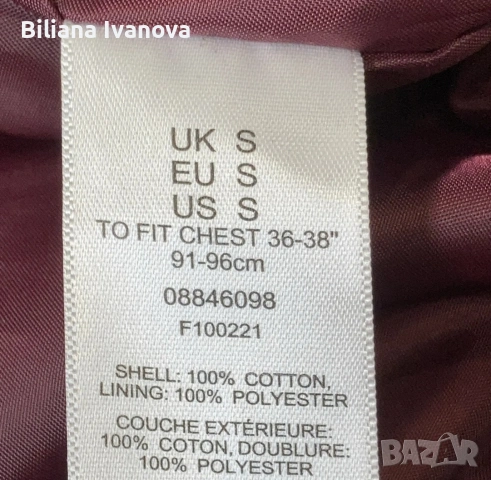 Biliana Ivanova
UK S
EU S
US S
TO FIT CHEST 36-38"
91-96cm
08846098
F100221
SHELL: 100% COTTON,
LINING: 100% POLYESTER
COUCHE EXTÉRIEURE:
100% COTON, DOUBLURE:
100% POLYESTER
BAZAR